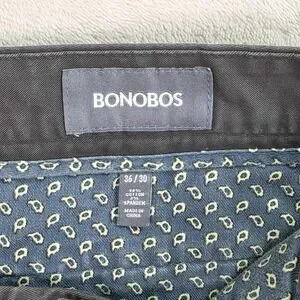 BONOBOS
36/30
98%
COTTON
2%
SPANDEX
MADE IN
CHINA